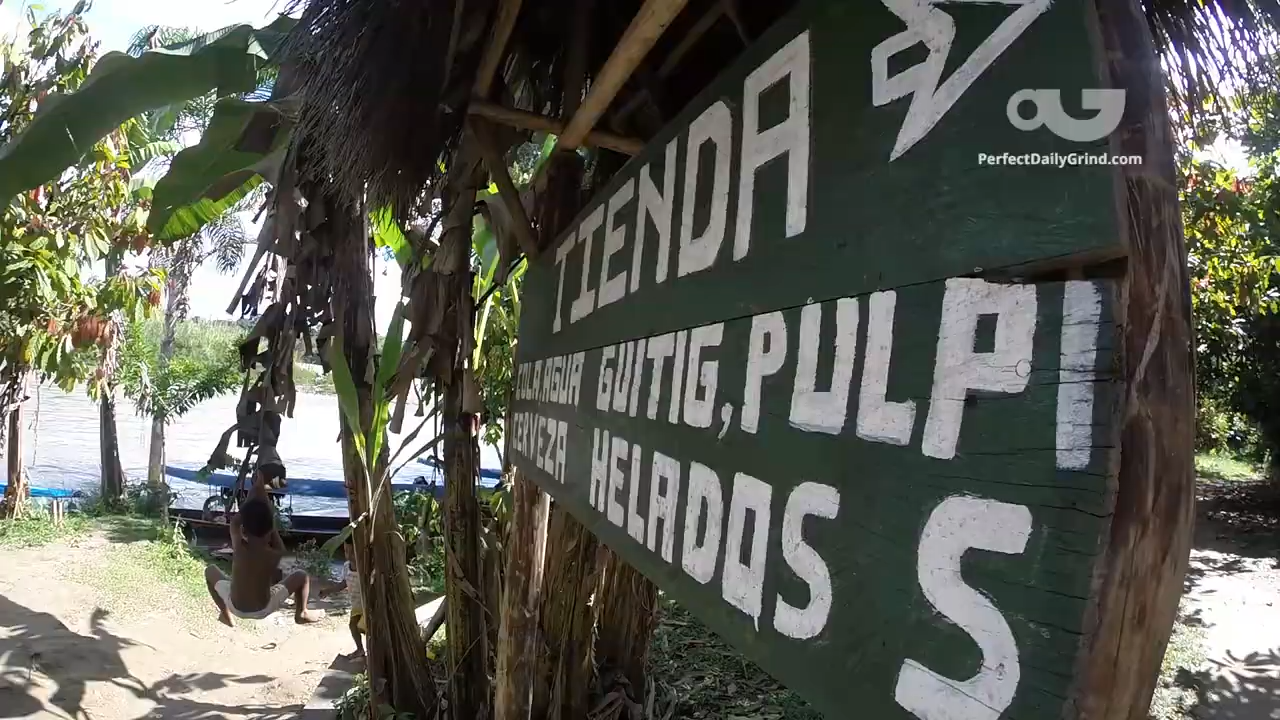 PerfectDailyGrind.com
TIENDA
COLA, AGUA GUITIG, PULPI
CERVEZA HELADOS S